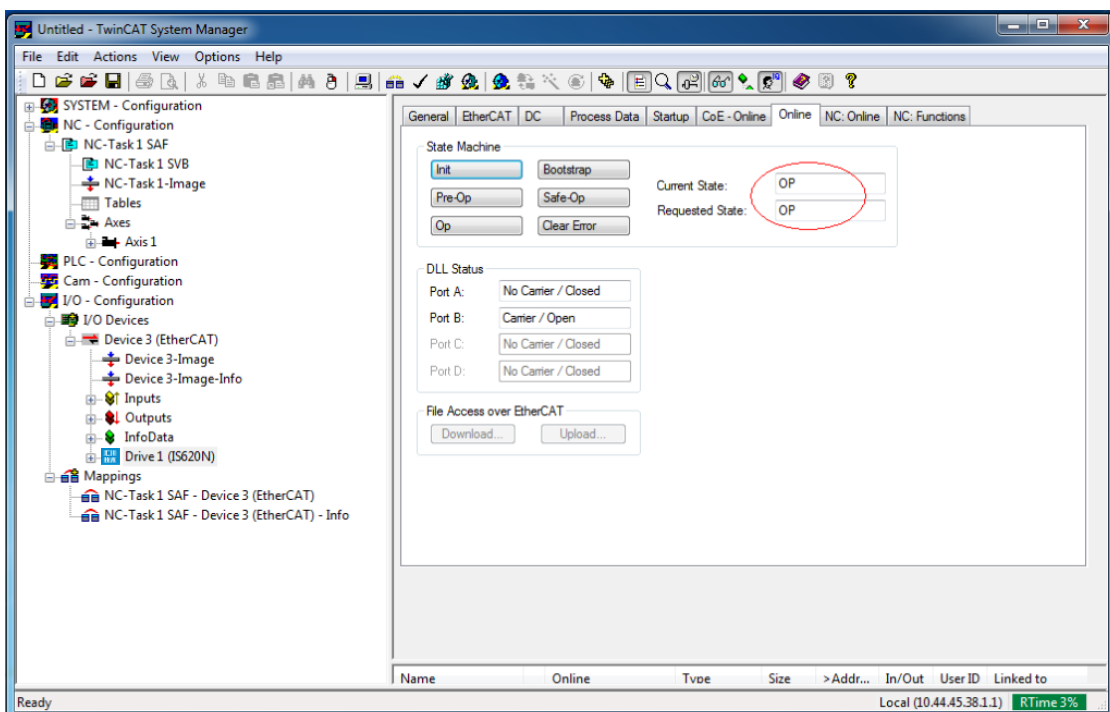 Untitled - TwinCAT System Manager
File Edit Actions View Options Help
SYSTEM - Configuration
NC - Configuration
NC-Task 1 SAF
NC-Task 1 SVB
NC-Task 1-Image
Tables
Axes
Axis 1
PLC - Configuration
Cam - Configuration
I/O - Configuration
I/O Devices
Device 3 (EtherCAT)
Device 3-Image
Device 3-Image-Info
Inputs
Outputs
InfoData
Drive 1 (IS620N)
Mappings
NC-Task 1 SAF - Device 3 (EtherCAT)
NC-Task 1 SAF - Device 3 (EtherCAT) - Info
General EtherCAT DC Process Data Startup CoE - Online Online NC: Online NC: Functions
State Machine
Init Bootstrap
Pre-Op Safe-Op
Op Clear Error
Current State: OP
Requested State: OP
DLL Status
Port A: No Carrier / Closed
Port B: Carrier / Open
Port C: No Carrier / Closed
Port D: No Carrier / Closed
File Access over EtherCAT
Download... Upload...
Name Online Type Size >Addr... In/Out User ID Linked to
Ready Local (10.44.45.38.1.1) RTime 3%